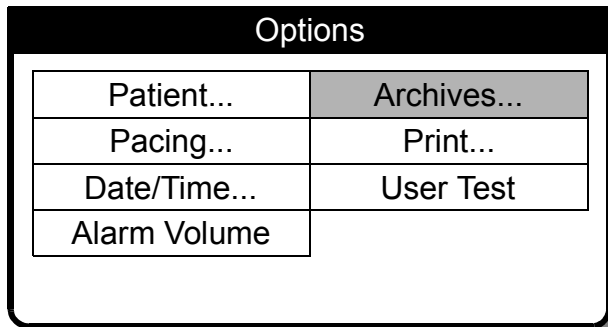 Options
Patient... Archives...
Pacing... Print...
Date/Time... User Test
Alarm Volume